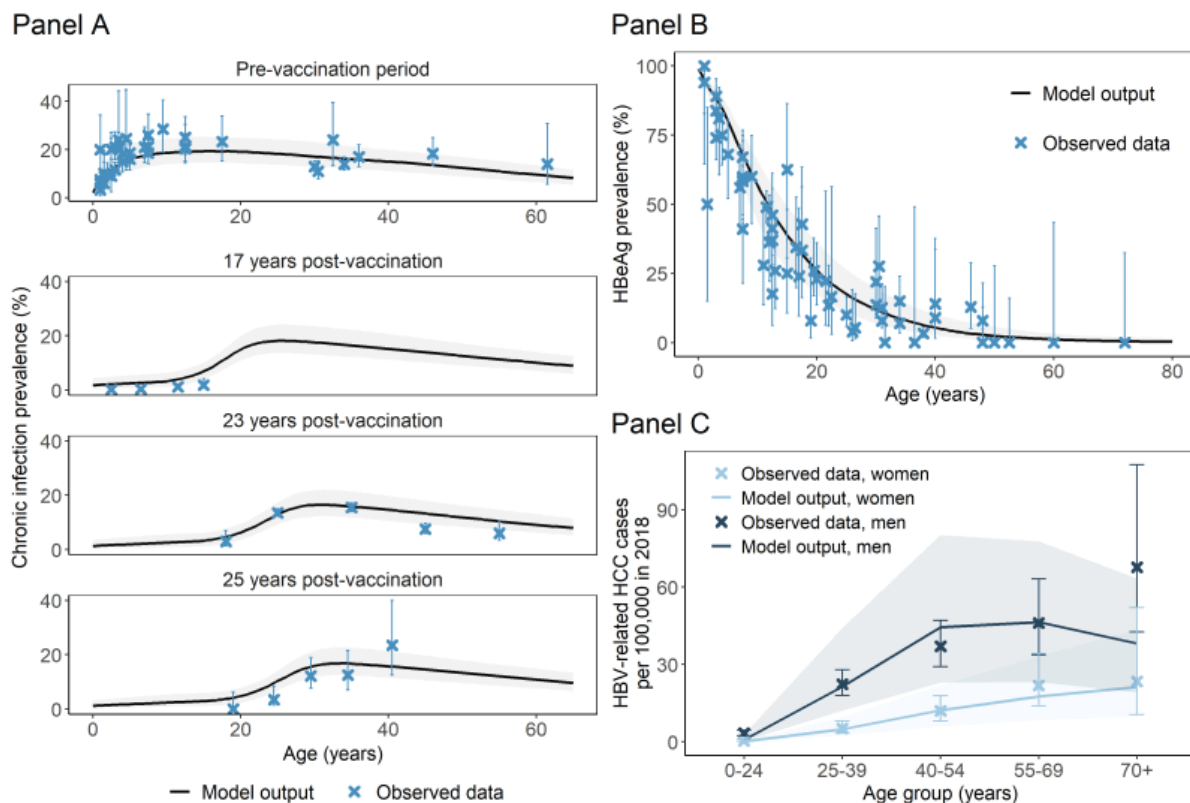 Panel A
Pre-vaccination period
40
20
0
0 20 40 60
17 years post-vaccination
40
20
0
23 years post-vaccination
40
20
0
25 years post-vaccination
40
20
0
0 20 40 60
Chronic infection prevalence (%)
Age (years)
Model output Observed data
Panel B
100
75
50
25
0
HBeAg prevalence (%)
Model output
Observed data
0 20 40 60 80
Age (years)
Panel C
HBV-related HCC cases
per 100,000 in 2018
90
60
30
0
Observed data, women
Model output, women
Observed data, men
Model output, men
0-24 25-39 40-54 55-69 70+
Age group (years)